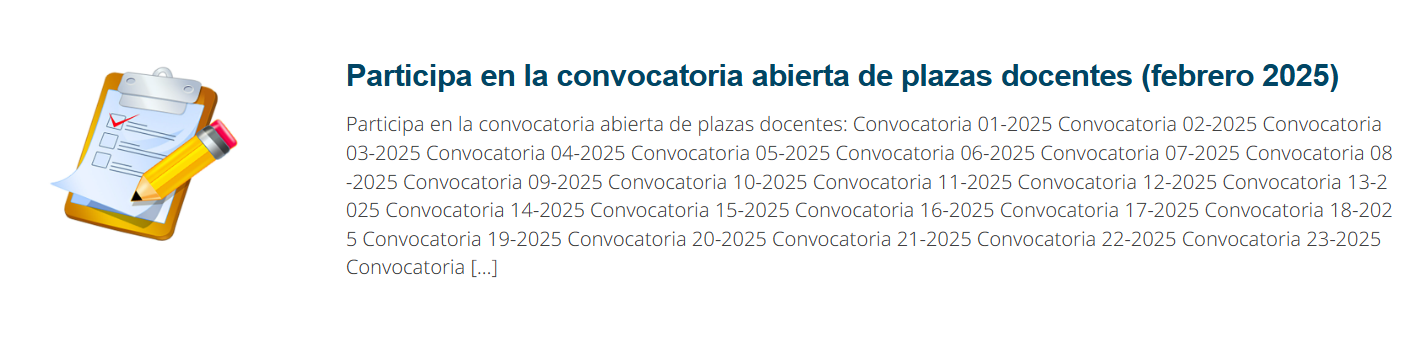 Participa en la convocatoria abierta de plazas docentes (febrero 2025)
Participa en la convocatoria abierta de plazas docentes: Convocatoria 01-2025 Convocatoria 02-2025 Convocatoria
03-2025 Convocatoria 04-2025 Convocatoria 05-2025 Convocatoria 06-2025 Convocatoria 07-2025 Convocatoria 08
-2025 Convocatoria 09-2025 Convocatoria 10-2025 Convocatoria 11-2025 Convocatoria 12-2025 Convocatoria 13-2
025 Convocatoria 14-2025 Convocatoria 15-2025 Convocatoria 16-2025 Convocatoria 17-2025 Convocatoria 18-202
5 Convocatoria 19-2025 Convocatoria 20-2025 Convocatoria 21-2025 Convocatoria 22-2025 Convocatoria 23-2025
Convocatoria [...]